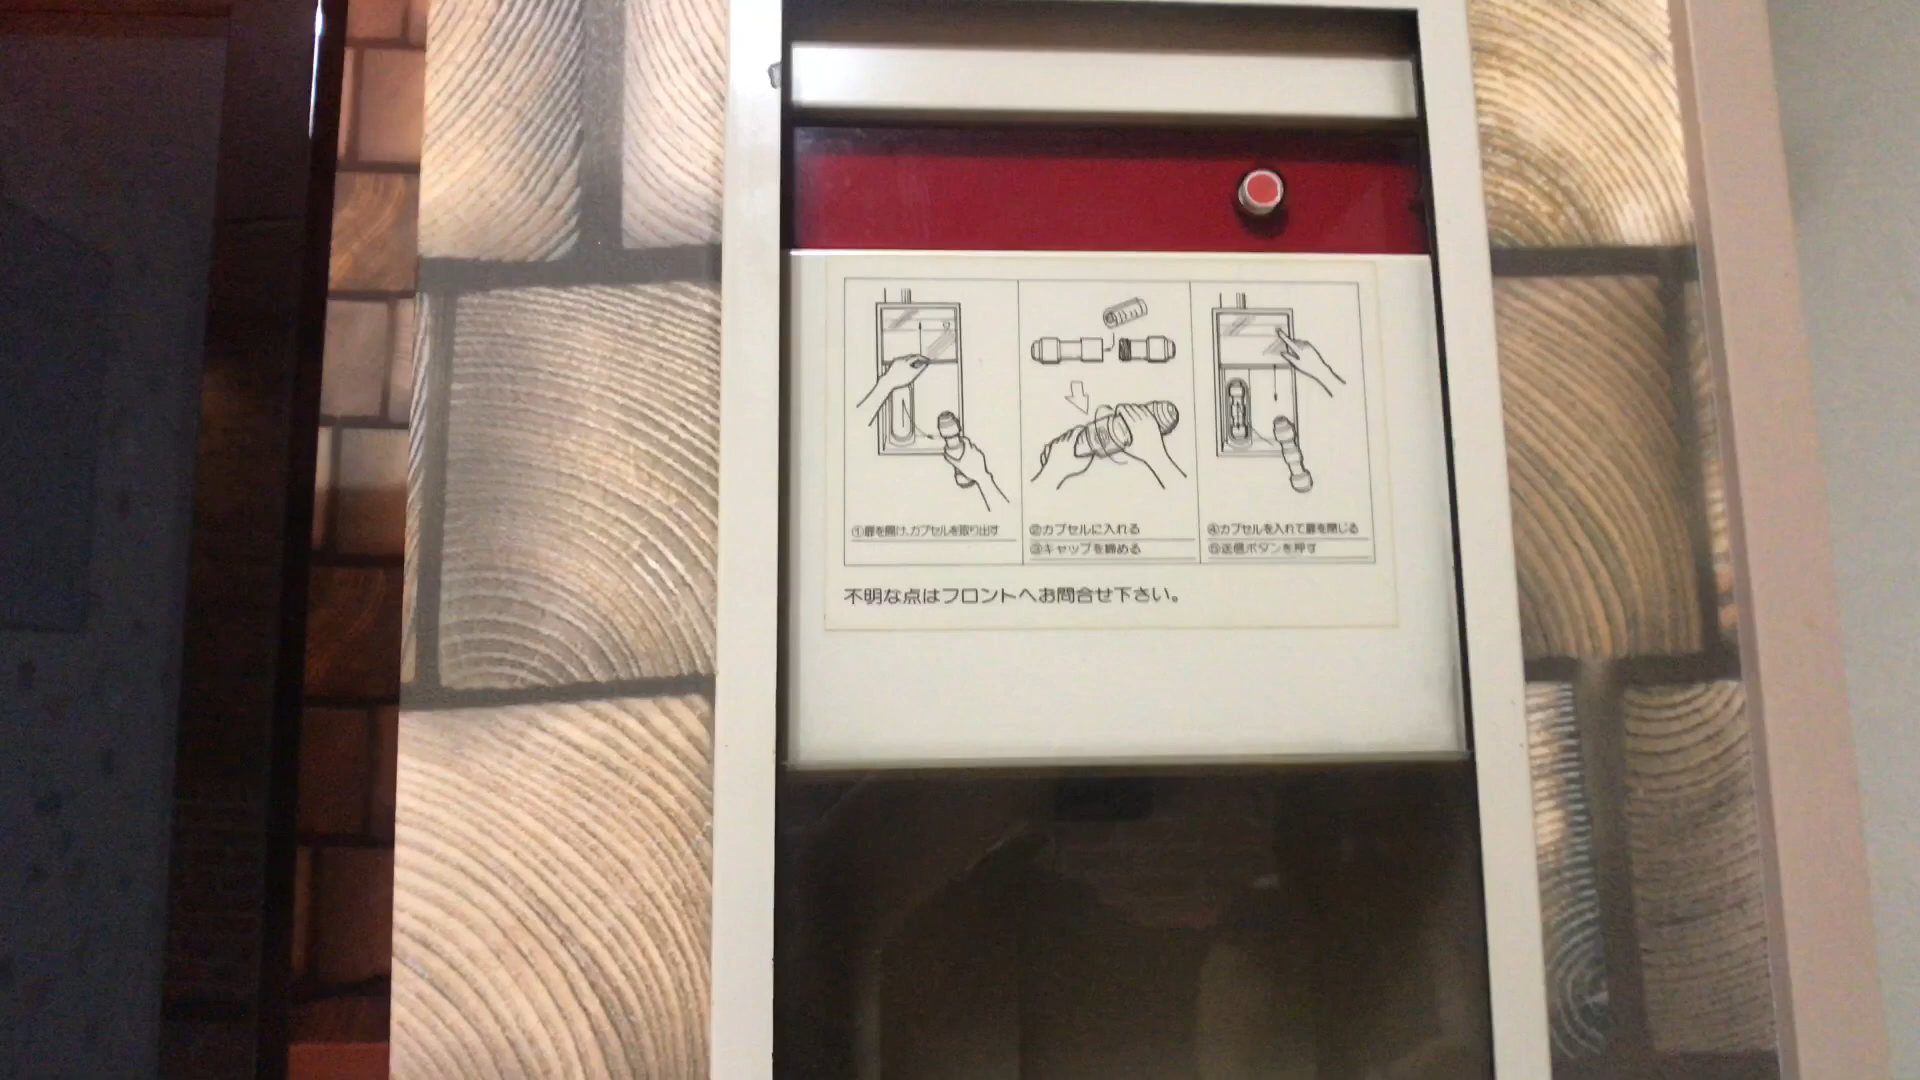 ①扉を開け、カプセルを取り出す
②カプセルに入れる
③キャップを締める
④カプセルを入れて扉を閉じる
⑤送信ボタンを押す
不明な点はフロントへお問合せ下さい。